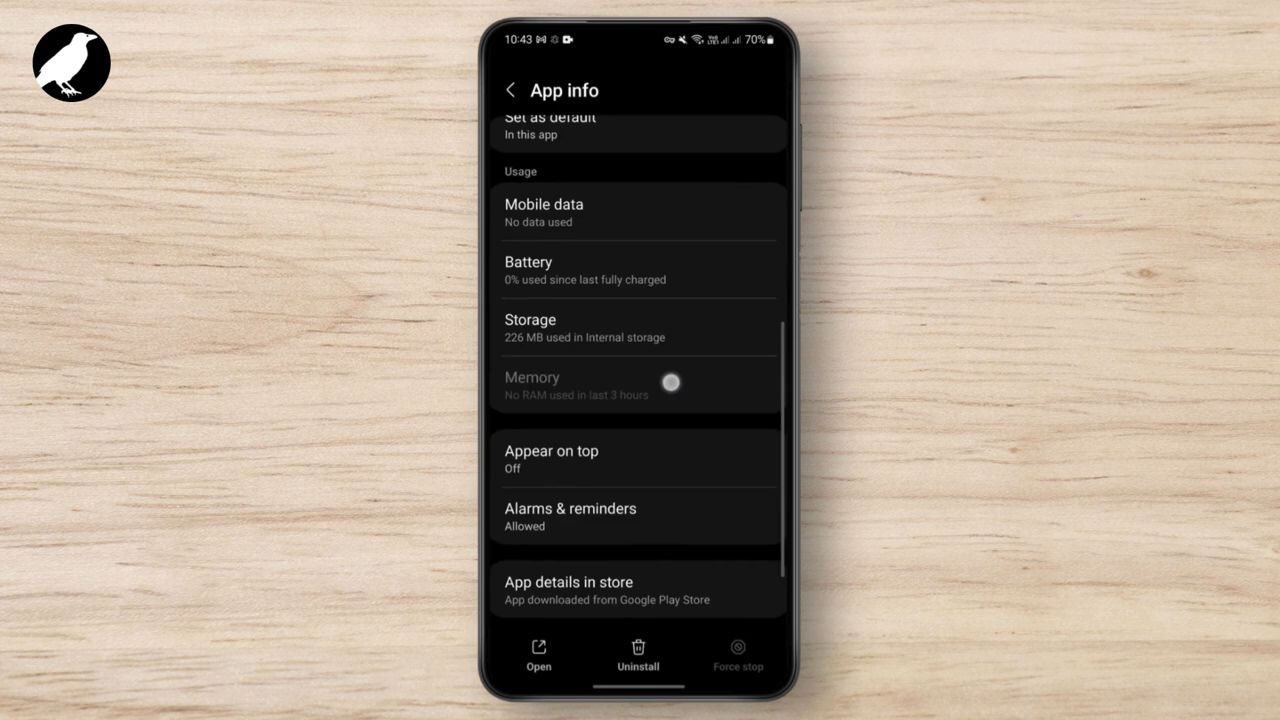 10:43
70%
App info
Set as default
In this app
Usage
Mobile data
No data used
Battery
0% used since last fully charged
Storage
226 MB used in Internal storage
Memory
No RAM used in last 3 hours
Appear on top
Off
Alarms & reminders
Allowed
App details in store
App downloaded from Google Play Store
Open
Uninstall
Force stop